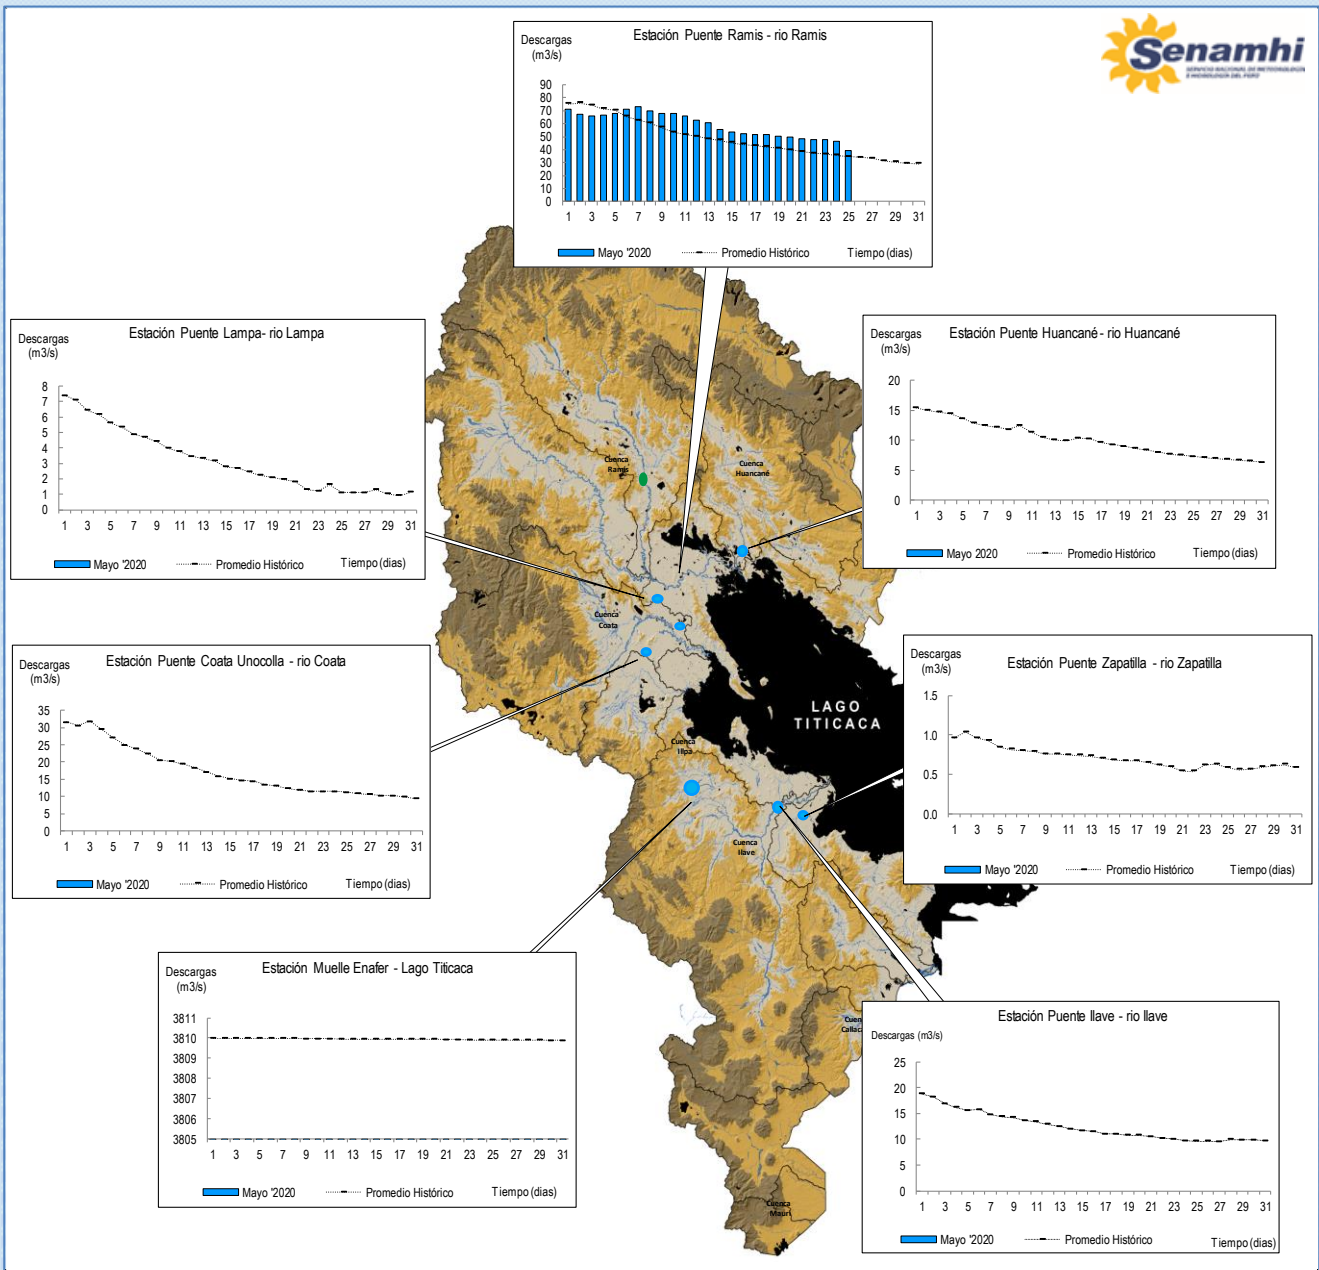 Senamhi
SERVICIO NACIONAL DE METEOROLOGÍA
E HIDROLOGÍA DEL PERÚ
Estación Puente Ramis - rio Ramis
Descargas
(m3/s)
90
80
70
60
50
40
30
20
10
0
1 3 5 7 9 11 13 15 17 19 21 23 25 27 29 31
Mayo '2020 Promedio Histórico Tiempo (dias)
Estación Puente Lampa- rio Lampa
Descargas
(m3/s)
8
7
6
5
4
3
2
1
0
1 3 5 7 9 11 13 15 17 19 21 23 25 27 29 31
Mayo '2020 Promedio Histórico Tiempo (dias)
Estación Puente Huancané - rio Huancané
Descargas
(m3/s)
20
15
10
5
0
1 3 5 7 9 11 13 15 17 19 21 23 25 27 29 31
Mayo 2020 Promedio Histórico Tiempo (dias)
Cuenca
Ramis
Cuenca
Huancané
Cuenca
Coata
LAGO
TITICACA
Cuenca
Illpa
Cuenca
Ilave
Cuenca
Mauri
Estación Puente Coata Unocolla - rio Coata
Descargas
(m3/s)
35
30
25
20
15
10
5
0
1 3 5 7 9 11 13 15 17 19 21 23 25 27 29 31
Mayo '2020 Promedio Histórico Tiempo (dias)
Estación Puente Zapatilla - rio Zapatilla
Descargas
(m3/s)
1.5
1.0
0.5
0.0
1 3 5 7 9 11 13 15 17 19 21 23 25 27 29 31
Mayo '2020 Promedio Histórico Tiempo (dias)
Estación Muelle Enafer - Lago Titicaca
Descargas
(m3/s)
3811
3810
3809
3808
3806
3805
1 3 5 7 9 11 13 15 17 19 21 23 25 27 29 31
Mayo '2020 Promedio Histórico Tiempo (dias)
Estación Puente Ilave - rio Ilave
Descargas (m3/s)
25
20
15
10
5
0
1 3 5 7 9 11 13 15 17 19 21 23 25 27 29 31
Mayo '2020 Promedio Histórico Tiempo (dias)